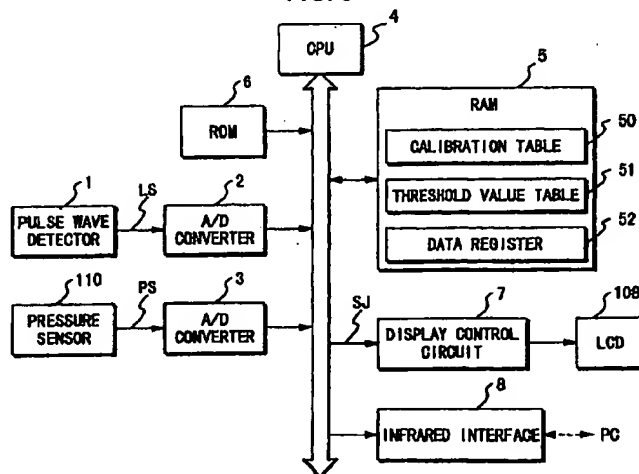 4
CPU
6
ROM
5
RAM
50
CALIBRATION TABLE
51
THRESHOLD VALUE TABLE
52
DATA REGISTER
1
PULSE WAVE
DETECTOR
LS
2
A/D
CONVERTER
110
PRESSURE
SENSOR
PS
3
A/D
CONVERTER
SJ
7
DISPLAY CONTROL
CIRCUIT
108
LCD
8
INFRARED INTERFACE
PC